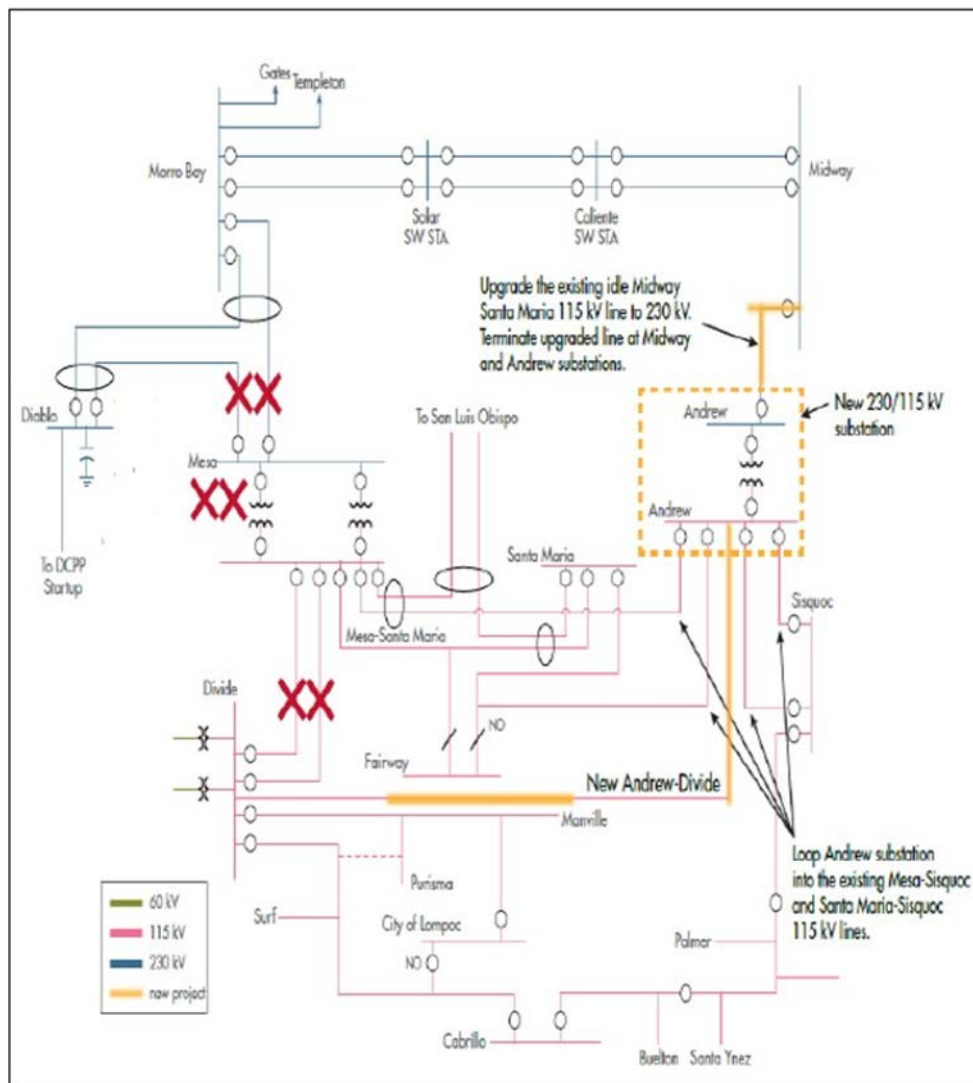 Gates
Templeton
Morro Bay
Midway
Solar
SW STA
Caliente
SW STA
Upgrade the existing idle Midway
Santa Maria 115 kV line to 230 kV.
Terminate upgraded line at Midway
and Andrew substations.
Diablo
To San Luis Obispo
Andrew
New 230/115 kV
substation
Mesa
Andrew
To DCPP
Startup
Santa Maria
Sisquoc
Mesa-Santa Maria
Divide
NO
Fairway
New Andrew-Divide
Manville
Loop Andrew substation
into the existing Mesa-Sisquoc
and Santa Maria-Sisquoc
115 kV lines.
Purisma
60 kV
115 kV
230 kV
new project
Surf
City of Lompoc
Palmer
NO
Cabrillo
Buelton
Santa Ynez